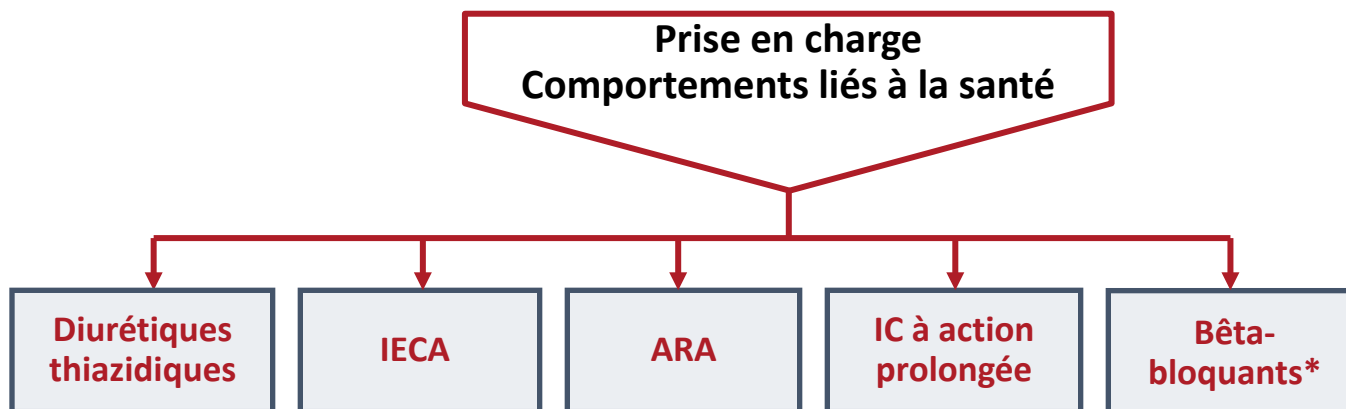 Prise en charge
Comportements liés à la santé
Diurétiques
thiazidiques
IECA
ARA
IC à action
prolongée
Bêta-
bloquants*